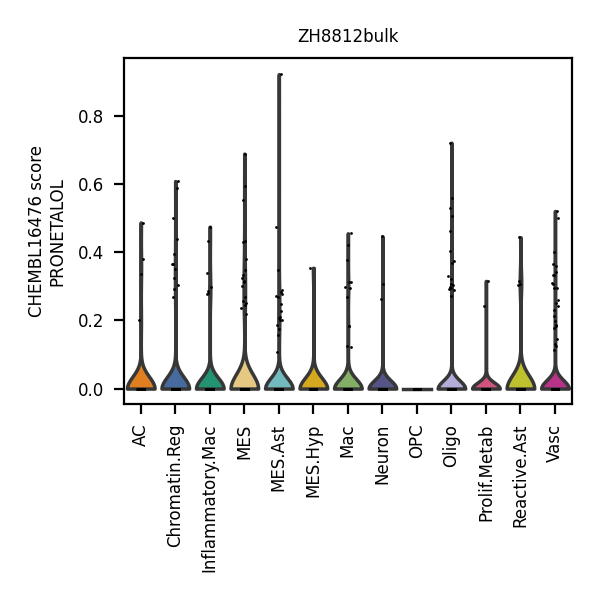 ZH8812bulk
CHEMBL16476 score
PRONETALOL
0.8
0.6
0.4
0.2
0.0
AC
Chromatin.Reg
Inflammatory.Mac
MES
MES.Ast
MES.Hyp
Mac
Neuron
OPC
Oligo
Prolif.Metab
Reactive.Ast
Vasc